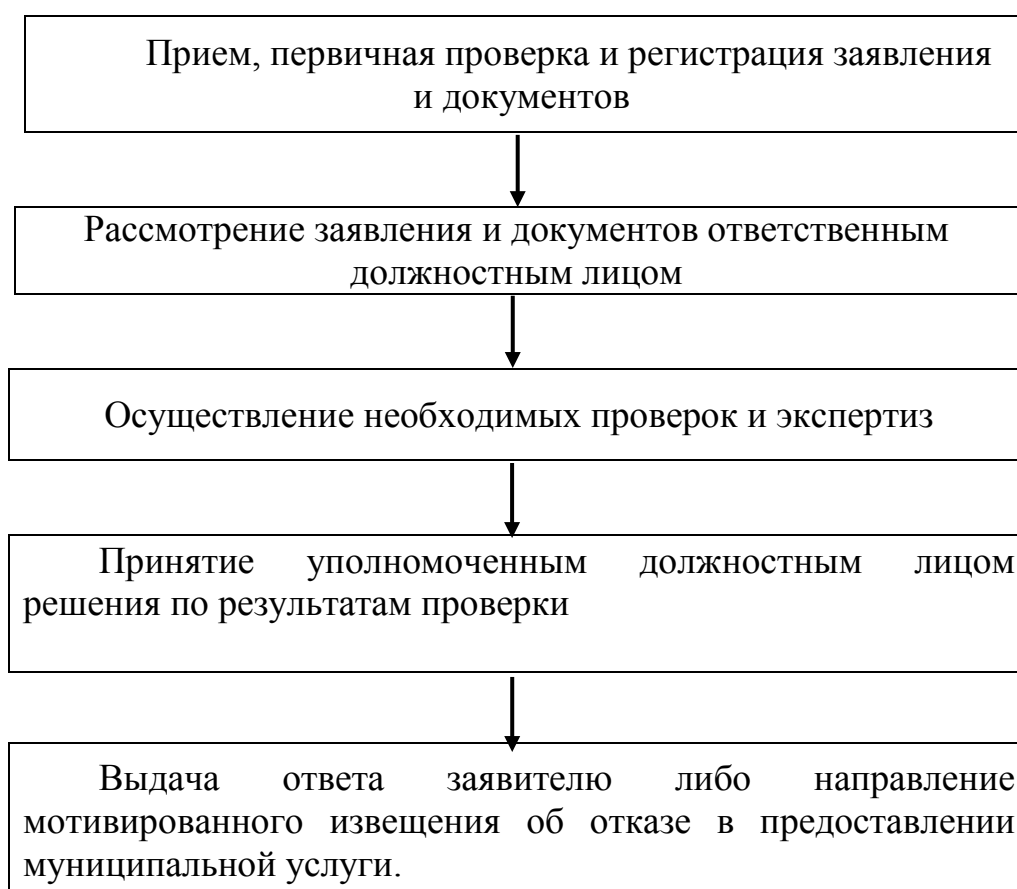 Прием, первичная проверка и регистрация заявления
и документов
Рассмотрение заявления и документов ответственным
должностным лицом
Осуществление необходимых проверок и экспертиз
Принятие уполномоченным должностным лицом
решения по результатам проверки
Выдача ответа заявителю либо направление
мотивированного извещения об отказе в предоставлении
муниципальной услуги.